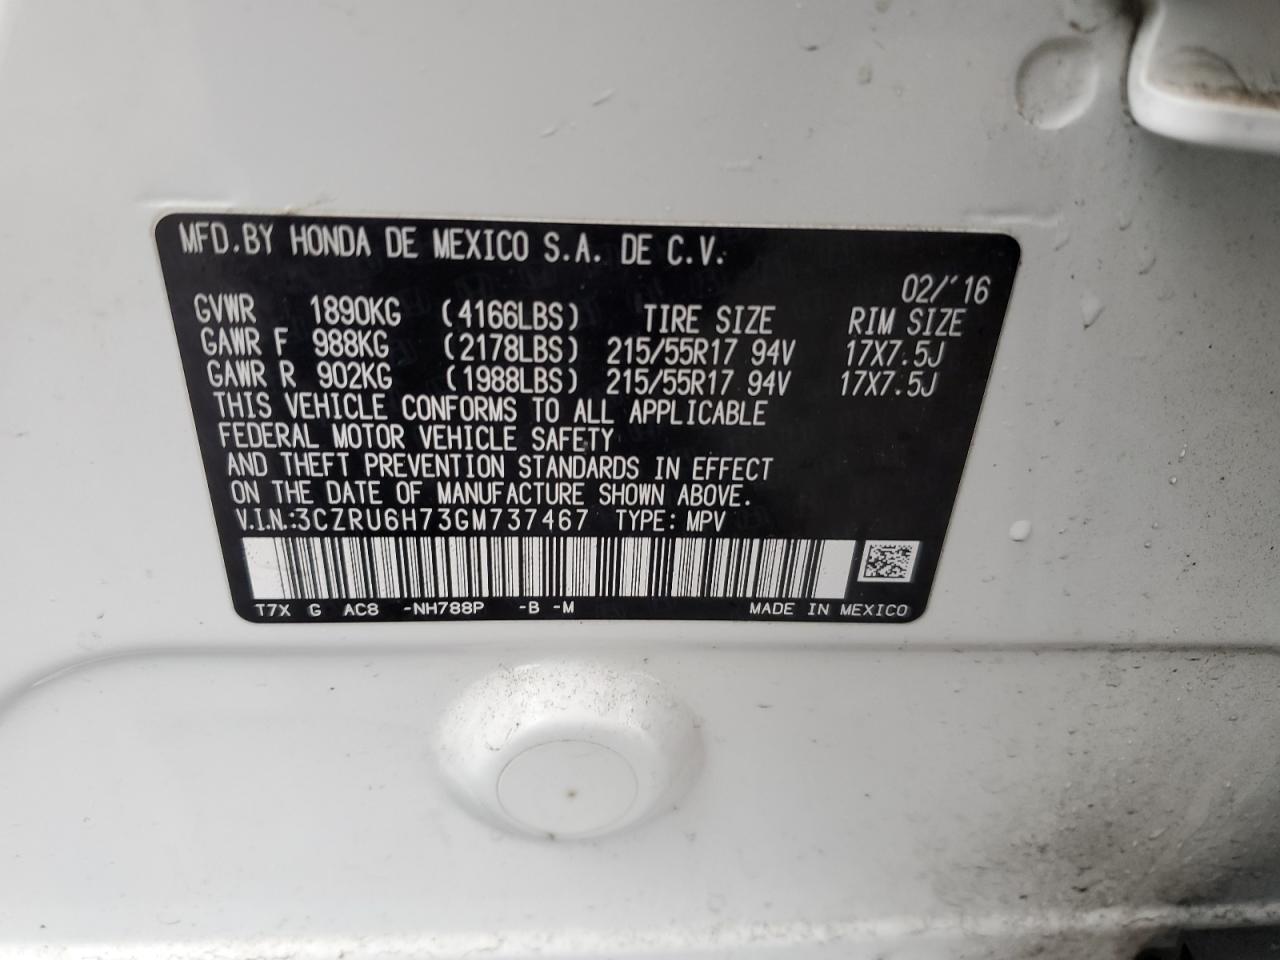 MFD.BY HONDA DE MEXICO S.A. DE C.V.
02/'16
GVWR 1890KG (4166LBS) TIRE SIZE RIM SIZE
GAWR F 988KG (2178LBS) 215/55R17 94V 17X7.5J
GAWR R 902KG (1988LBS) 215/55R17 94V 17X7.5J
THIS VEHICLE CONFORMS TO ALL APPLICABLE
FEDERAL MOTOR VEHICLE SAFETY
AND THEFT PREVENTION STANDARDS IN EFFECT
ON THE DATE OF MANUFACTURE SHOWN ABOVE.
V.I.N.:3CZRU6H73GM737467 TYPE: MPV
T7X G AC8 -NH788P -B -M MADE IN MEXICO